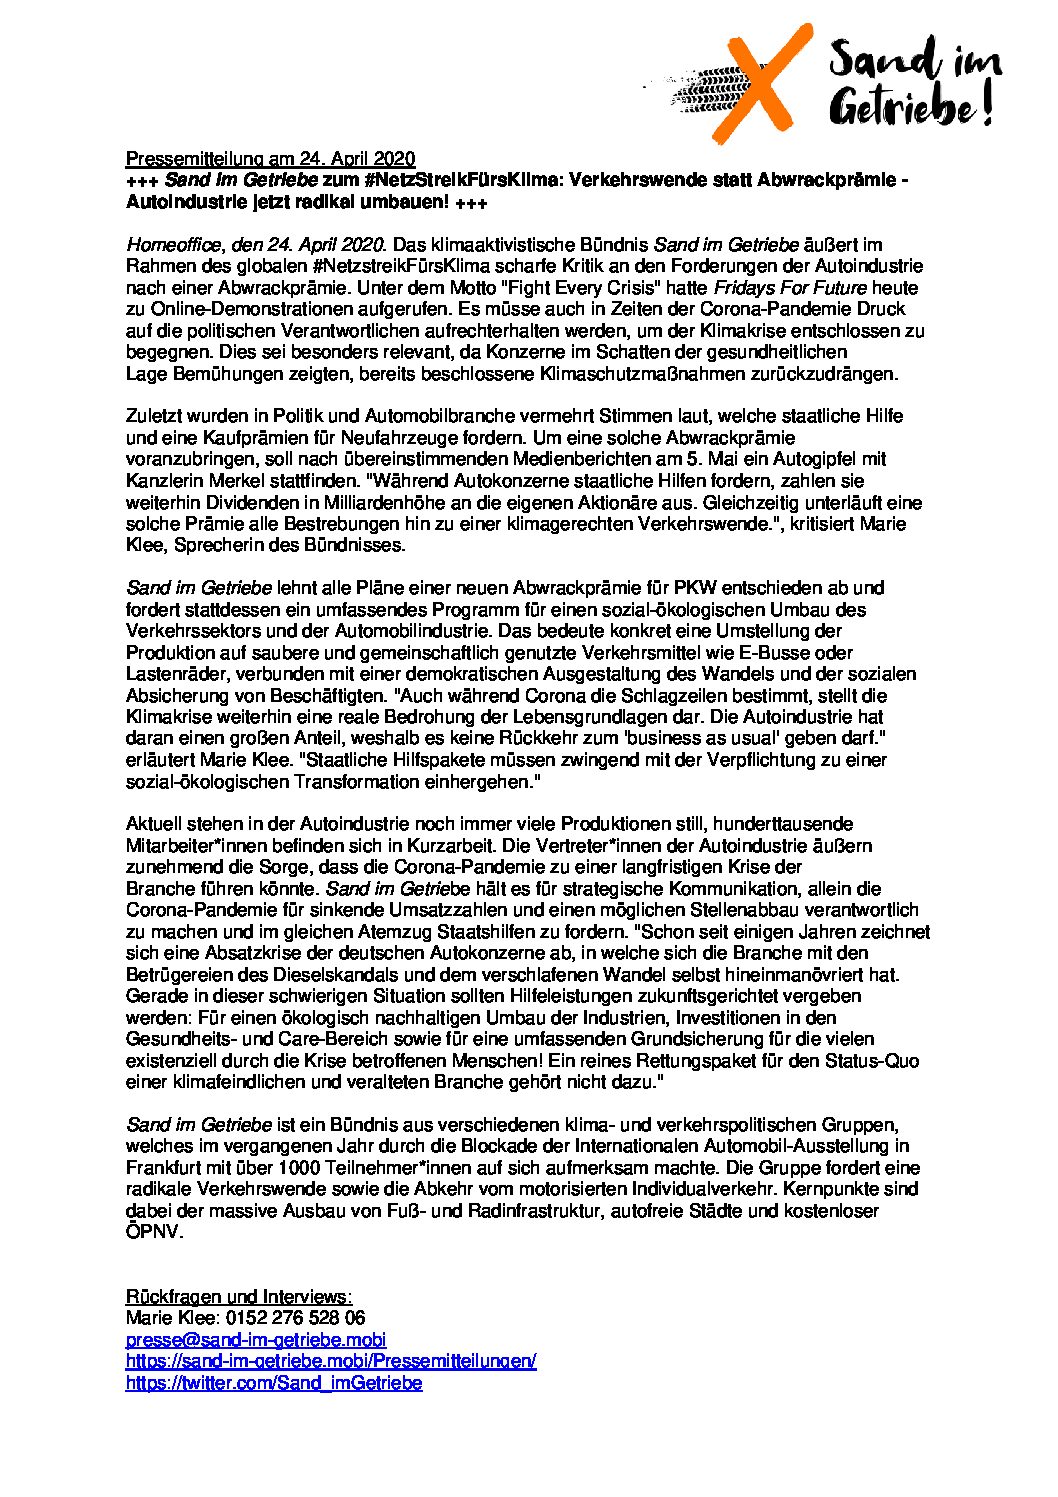 Sand im
Getriebe!
Pressemitteilung am 24. April 2020
+++ Sand im Getriebe zum #NetzStreikFürsKlima: Verkehrswende statt Abwrackprämie -
Autoindustrie jetzt radikal umbauen! +++
Homeoffice, den 24. April 2020. Das klimaaktivistische Bündnis Sand im Getriebe äußert im
Rahmen des globalen #NetzstreikFürsKlima scharfe Kritik an den Forderungen der Autoindustrie
nach einer Abwrackprämie. Unter dem Motto "Fight Every Crisis" hatte Fridays For Future heute
zu Online-Demonstrationen aufgerufen. Es müsse auch in Zeiten der Corona-Pandemie Druck
auf die politischen Verantwortlichen aufrechterhalten werden, um der Klimakrise entschlossen zu
begegnen. Dies sei besonders relevant, da Konzerne im Schatten der gesundheitlichen
Lage Bemühungen zeigten, bereits beschlossene Klimaschutzmaßnahmen zurückzudrängen.
Zuletzt wurden in Politik und Automobilbranche vermehrt Stimmen laut, welche staatliche Hilfe
und eine Kaufprämien für Neufahrzeuge fordern. Um eine solche Abwrackprämie
voranzubringen, soll nach übereinstimmenden Medienberichten am 5. Mai ein Autogipfel mit
Kanzlerin Merkel stattfinden. "Während Autokonzerne staatliche Hilfen fordern, zahlen sie
weiterhin Dividenden in Milliardenhöhe an die eigenen Aktionäre aus. Gleichzeitig unterläuft eine
solche Prämie alle Bestrebungen hin zu einer klimagerechten Verkehrswende.", kritisiert Marie
Klee, Sprecherin des Bündnisses.
Sand im Getriebe lehnt alle Pläne einer neuen Abwrackprämie für PKW entschieden ab und
fordert stattdessen ein umfassendes Programm für einen sozial-ökologischen Umbau des
Verkehrssektors und der Automobilindustrie. Das bedeute konkret eine Umstellung der
Produktion auf saubere und gemeinschaftlich genutzte Verkehrsmittel wie E-Busse oder
Lastenräder, verbunden mit einer demokratischen Ausgestaltung des Wandels und der sozialen
Absicherung von Beschäftigten. "Auch während Corona die Schlagzeilen bestimmt, stellt die
Klimakrise weiterhin eine reale Bedrohung der Lebensgrundlagen dar. Die Autoindustrie hat
daran einen großen Anteil, weshalb es keine Rückkehr zum 'business as usual' geben darf."
erläutert Marie Klee. "Staatliche Hilfspakete müssen zwingend mit der Verpflichtung zu einer
sozial-ökologischen Transformation einhergehen."
Aktuell stehen in der Autoindustrie noch immer viele Produktionen still, hunderttausende
Mitarbeiter*innen befinden sich in Kurzarbeit. Die Vertreter*innen der Autoindustrie äußern
zunehmend die Sorge, dass die Corona-Pandemie zu einer langfristigen Krise der
Branche führen könnte. Sand im Getriebe hält es für strategische Kommunikation, allein die
Corona-Pandemie für sinkende Umsatzzahlen und einen möglichen Stellenabbau verantwortlich
zu machen und im gleichen Atemzug Staatshilfen zu fordern. "Schon seit einigen Jahren zeichnet
sich eine Absatzkrise der deutschen Autokonzerne ab, in welche sich die Branche mit den
Betrügereien des Dieselskandals und dem verschlafenen Wandel selbst hineinmanövriert hat.
Gerade in dieser schwierigen Situation sollten Hilfeleistungen zukunftsgerichtet vergeben
werden: Für einen ökologisch nachhaltigen Umbau der Industrien, Investitionen in den
Gesundheits- und Care-Bereich sowie für eine umfassenden Grundsicherung für die vielen
existenziell durch die Krise betroffenen Menschen! Ein reines Rettungspaket für den Status-Quo
einer klimafeindlichen und veralteten Branche gehört nicht dazu."
Sand im Getriebe ist ein Bündnis aus verschiedenen klima- und verkehrspolitischen Gruppen,
welches im vergangenen Jahr durch die Blockade der Internationalen Automobil-Ausstellung in
Frankfurt mit über 1000 Teilnehmer*innen auf sich aufmerksam machte. Die Gruppe fordert eine
radikale Verkehrswende sowie die Abkehr vom motorisierten Individualverkehr. Kernpunkte sind
dabei der massive Ausbau von Fuß- und Radinfrastruktur, autofreie Städte und kostenloser
ÖPNV.
Rückfragen und Interviews:
Marie Klee: 0152 276 528 06
presse@sand-im-getriebe.mobi
https://sand-im-getriebe.mobi/Pressemitteilungen/
https://twitter.com/Sand_imGetriebe